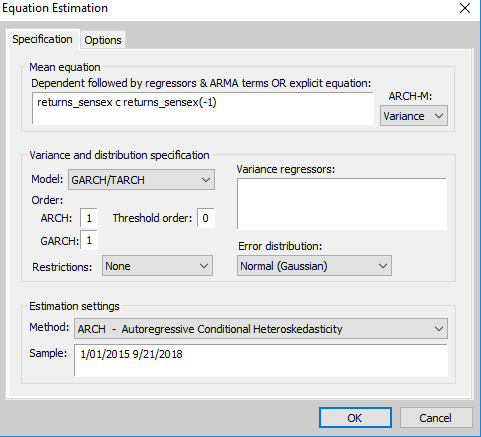 Equation Estimation
Specification Options
Mean equation
Dependent followed by regressors & ARMA terms OR explicit equation:
returns_sensex c returns_sensex(-1)
ARCH-M:
Variance
Variance and distribution specification
Model: GARCH/TARCH
Variance regressors:
Order:
ARCH: 1 Threshold order: 0
GARCH: 1
Restrictions: None
Error distribution:
Normal (Gaussian)
Estimation settings
Method: ARCH - Autoregressive Conditional Heteroskedasticity
Sample: 1/01/2015 9/21/2018
OK Cancel